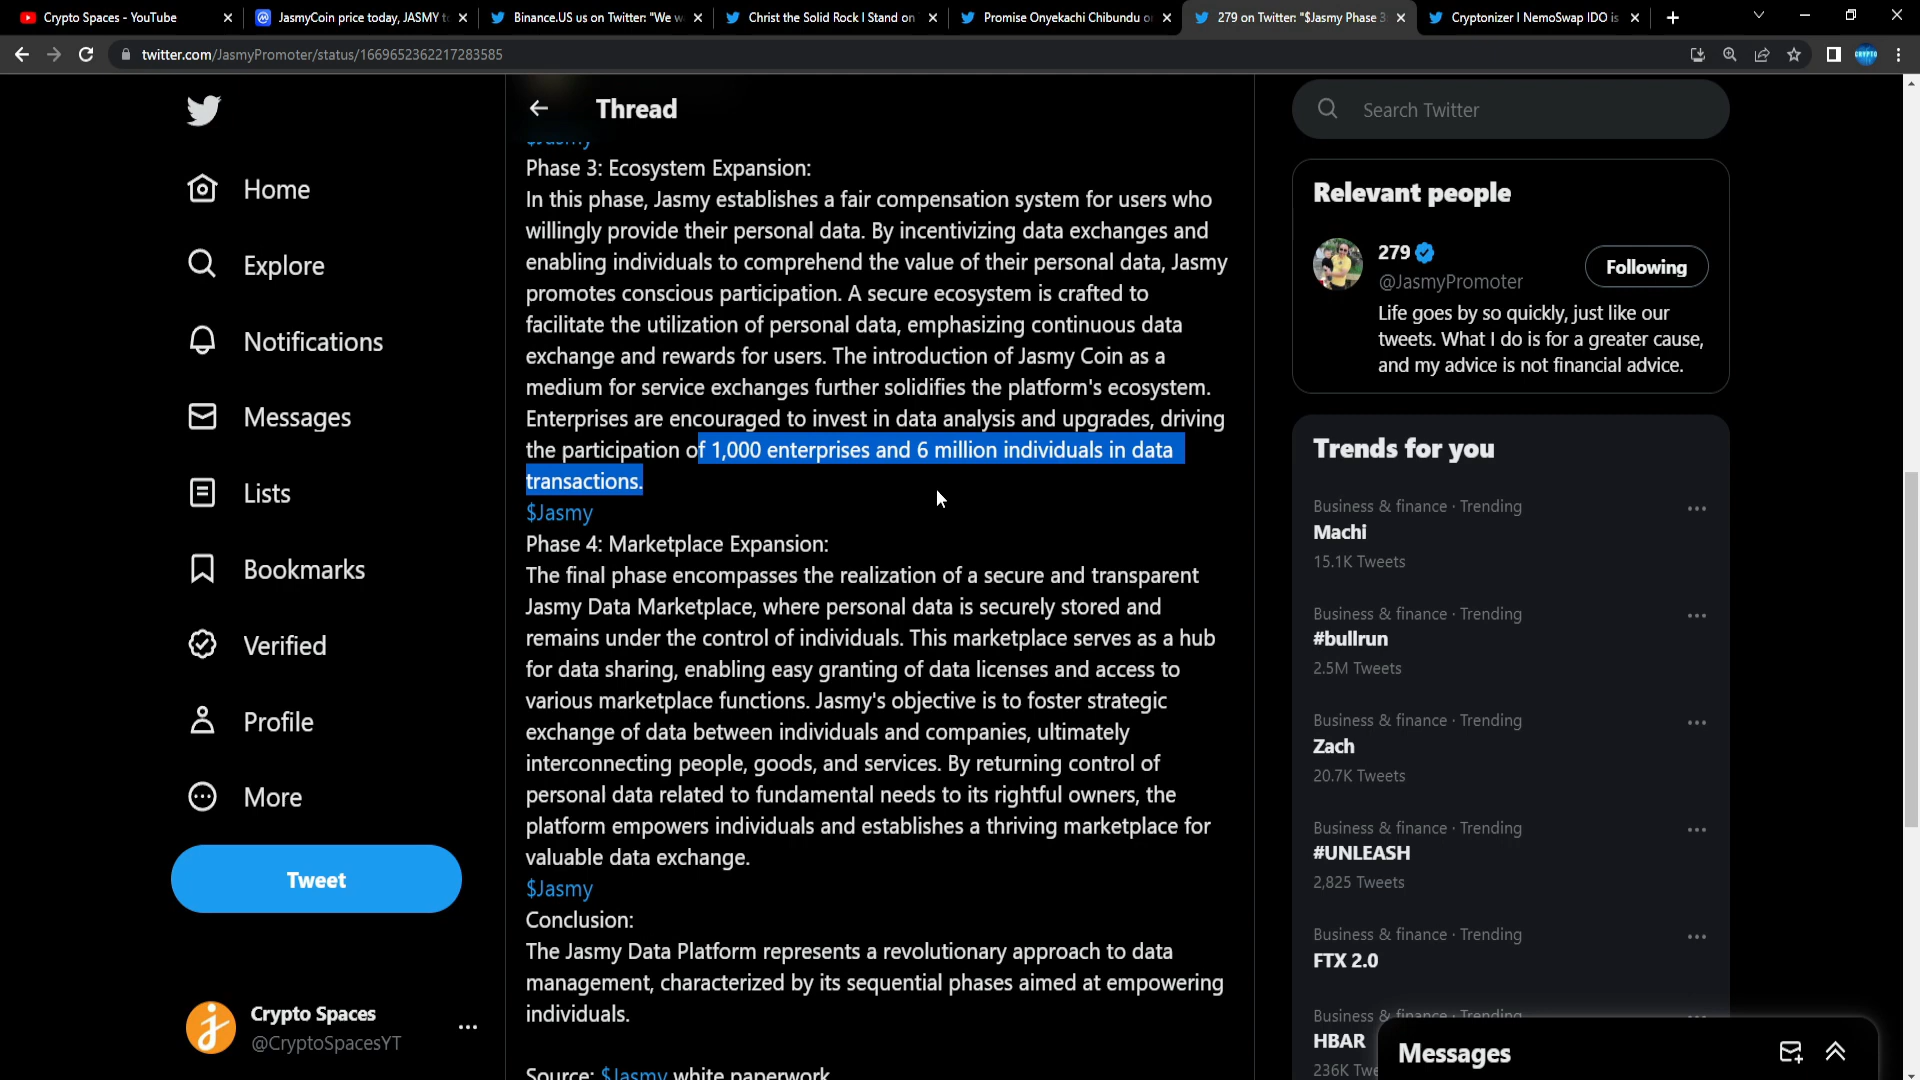 Crypto Spaces - YouTube
JasmyCoin price today, JASMY to
Binance.US us on Twitter: "We w
Christ the Solid Rock I Stand on
Promise Onyekachi Chibundu o
279 on Twitter: "$Jasmy Phase 3
Cryptonizer I NemoSwap IDO is
twitter.com/JasmyPromoter/status/1669652362217283585
Home
Explore
Notifications
Messages
Lists
Bookmarks
Verified
Profile
More
Tweet
Crypto Spaces
@CryptoSpacesYT
Thread
$Jasmy
Phase 3: Ecosystem Expansion:
In this phase, Jasmy establishes a fair compensation system for users who
willingly provide their personal data. By incentivizing data exchanges and
enabling individuals to comprehend the value of their personal data, Jasmy
promotes conscious participation. A secure ecosystem is crafted to
facilitate the utilization of personal data, emphasizing continuous data
exchange and rewards for users. The introduction of Jasmy Coin as a
medium for service exchanges further solidifies the platform's ecosystem.
Enterprises are encouraged to invest in data analysis and upgrades, driving
the participation of 1,000 enterprises and 6 million individuals in data
transactions.
$Jasmy
Phase 4: Marketplace Expansion:
The final phase encompasses the realization of a secure and transparent
Jasmy Data Marketplace, where personal data is securely stored and
remains under the control of individuals. This marketplace serves as a hub
for data sharing, enabling easy granting of data licenses and access to
various marketplace functions. Jasmy's objective is to foster strategic
exchange of data between individuals and companies, ultimately
interconnecting people, goods, and services. By returning control of
personal data related to fundamental needs to its rightful owners, the
platform empowers individuals and establishes a thriving marketplace for
valuable data exchange.
$Jasmy
Conclusion:
The Jasmy Data Platform represents a revolutionary approach to data
management, characterized by its sequential phases aimed at empowering
individuals.
Source: $Jasmy white paperwork
Search Twitter
Relevant people
279
@JasmyPromoter
Following
Life goes by so quickly, just like our
tweets. What I do is for a greater cause,
and my advice is not financial advice.
Trends for you
Business & finance · Trending
Machi
15.1K Tweets
Business & finance · Trending
#bullrun
2.5M Tweets
Business & finance · Trending
Zach
20.7K Tweets
Business & finance · Trending
#UNLEASH
2,825 Tweets
Business & finance · Trending
FTX 2.0
Business & finance · Trending
HBAR
236K Twe
Messages